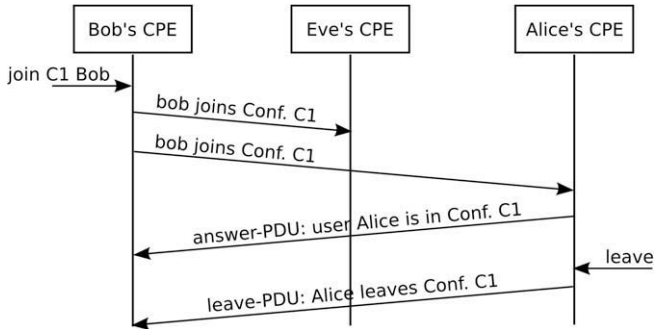 Bob's CPE
Eve's CPE
Alice's CPE
join C1 Bob
bob joins Conf. C1
bob joins Conf. C1
answer-PDU: user Alice is in Conf. C1
leave
leave-PDU: Alice leaves Conf. C1